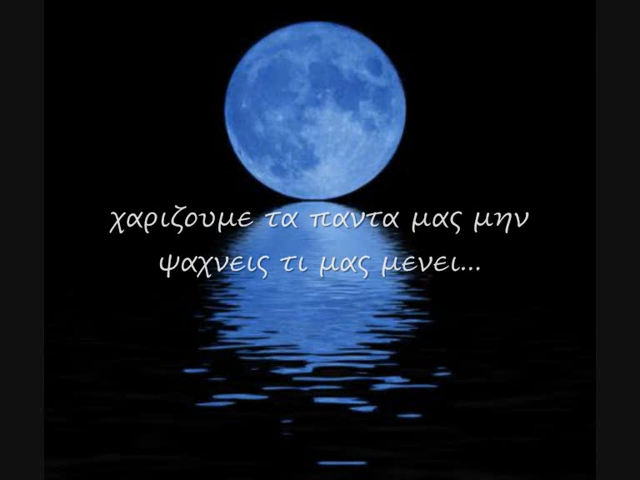 χαριζουμε τα παντα μας μην
ψαχνεις τι μας μενει...